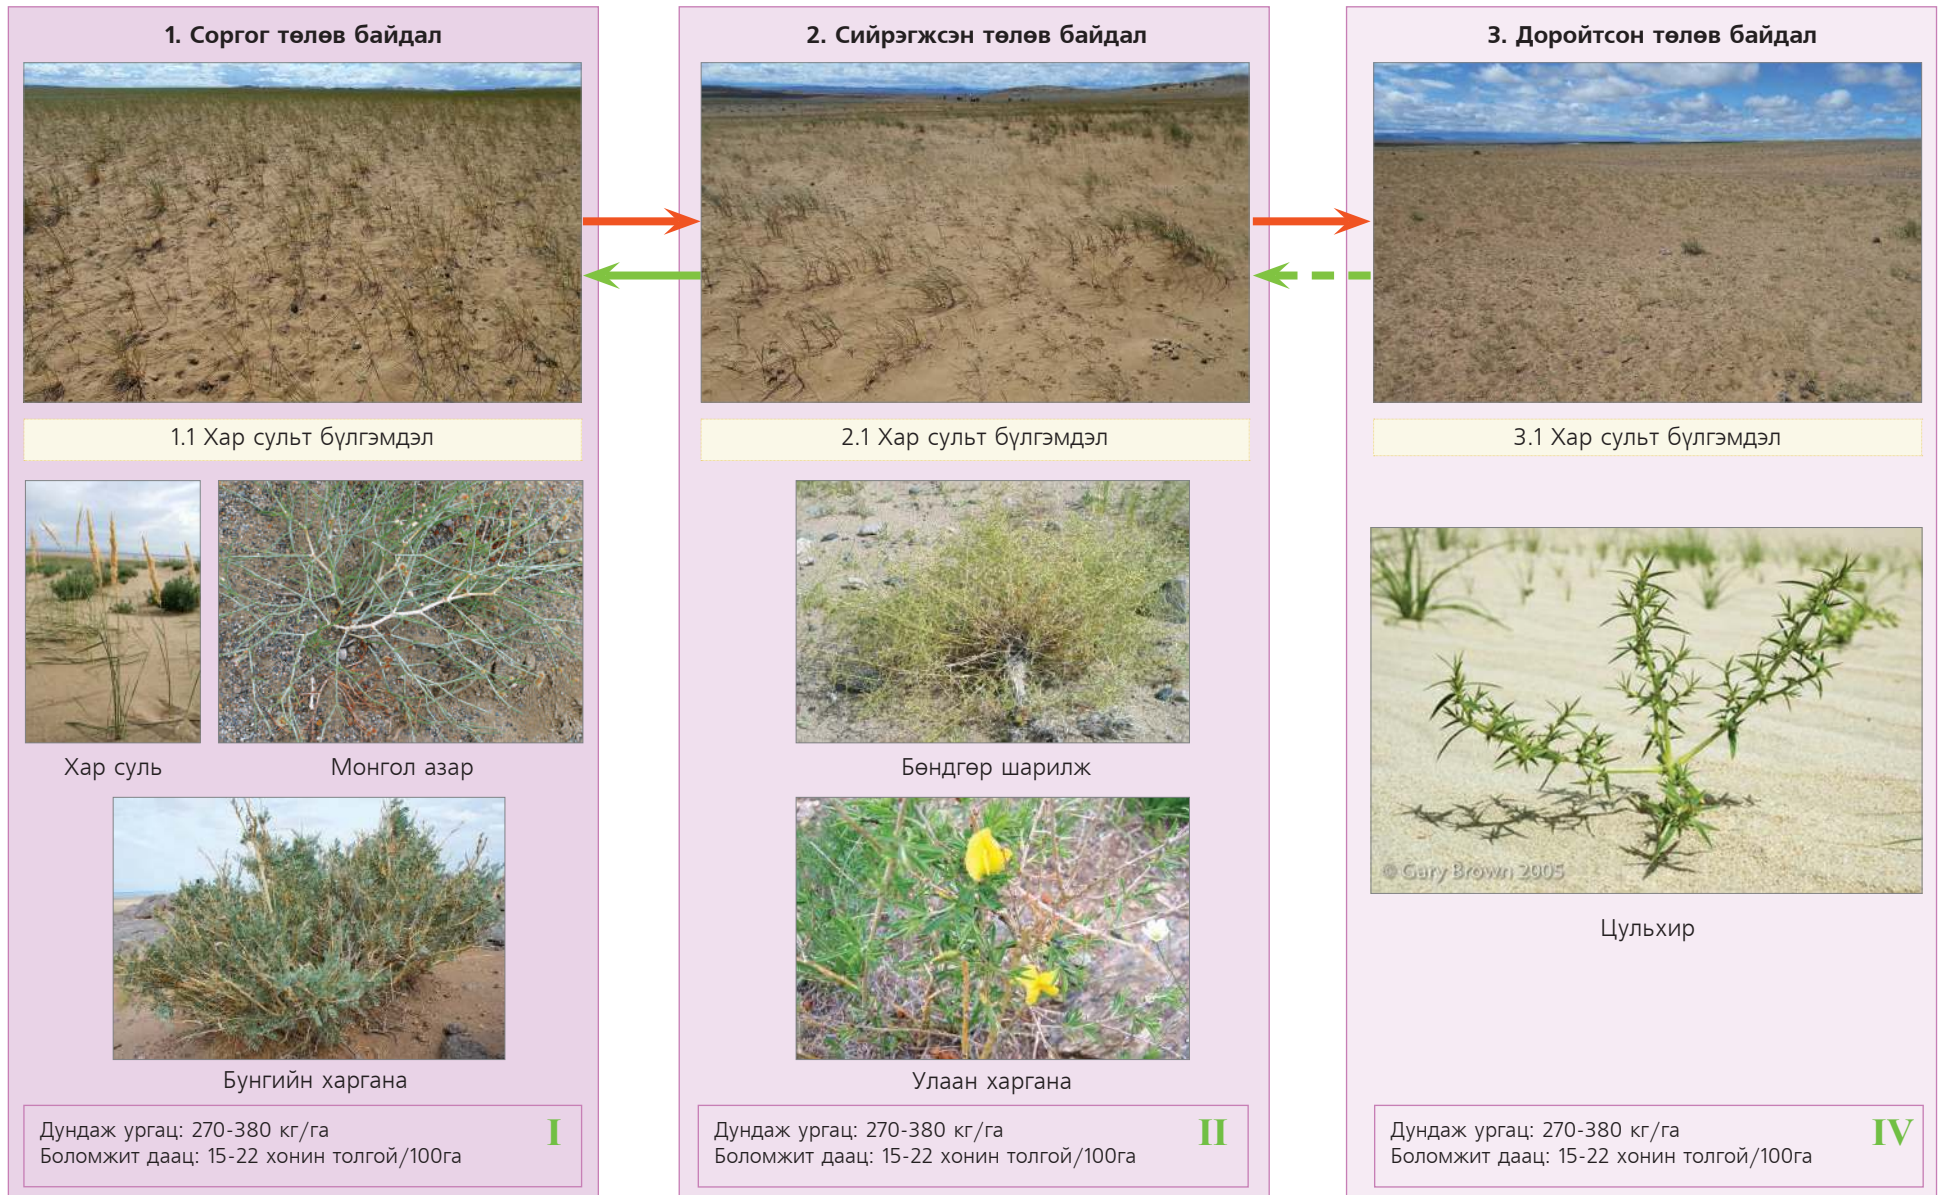 1. Соргог төлөв байдал
1.1 Хар сульт бүлгэмдэл
Хар суль
Монгол азар
Бунгийн харгана
Дундаж ургац: 270-380 кг/га
Боломжит даац: 15-22 хонин толгой/100га
I
2. Сийрэгжсэн төлөв байдал
2.1 Хар сульт бүлгэмдэл
Бөндгөр шарилж
Улаан харгана
Дундаж ургац: 270-380 кг/га
Боломжит даац: 15-22 хонин толгой/100га
II
3. Доройтсон төлөв байдал
3.1 Хар сульт бүлгэмдэл
© Gary Brown 2005
Цульхир
Дундаж ургац: 270-380 кг/га
Боломжит даац: 15-22 хонин толгой/100га
IV